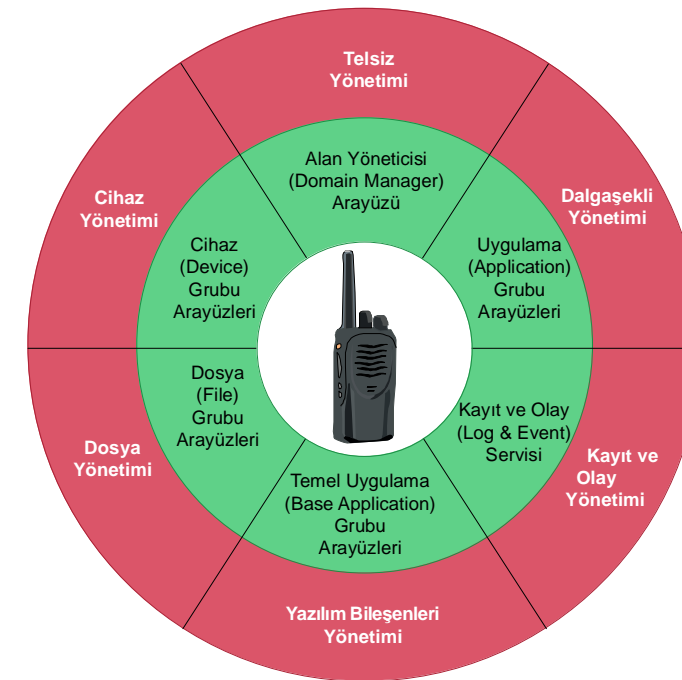 Telsiz
Yönetimi
Alan Yöneticisi
(Domain Manager)
Arayüzü
Cihaz
Yönetimi
Dalgaşekli
Yönetimi
Cihaz
(Device)
Grubu
Arayüzleri
Uygulama
(Application)
Grubu
Arayüzleri
Dosya
(File)
Grubu
Arayüzleri
Kayıt ve Olay
(Log & Event)
Servisi
Dosya
Yönetimi
Kayıt ve
Olay
Yönetimi
Temel Uygulama
(Base Application)
Grubu
Arayüzleri
Yazılım Bileşenleri
Yönetimi